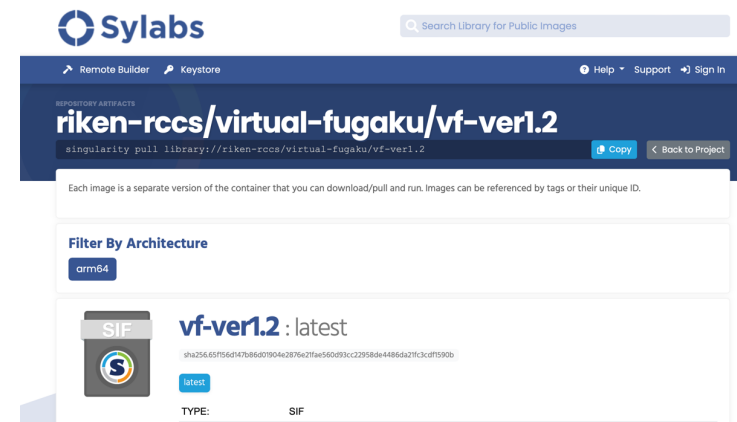 Sylabs
Search Library for Public Images
Remote Builder Keystore Help Support Sign In
REPOSITORY ARTIFACTS
riken-rccs/virtual-fugaku/vf-ver1.2
singularity pull library://riken-rccs/virtual-fugaku/vf-ver1.2 Copy Back to Project
Each image is a separate version of the container that you can download/pull and run. Images can be referenced by tags or their unique ID.
Filter By Architecture
arm64
SIF
vf-ver1.2 : latest
sha256.65f156d147b86d01904e2876e21fae560d93cc22958de4486da21fc3cdf1590b
latest
TYPE: SIF